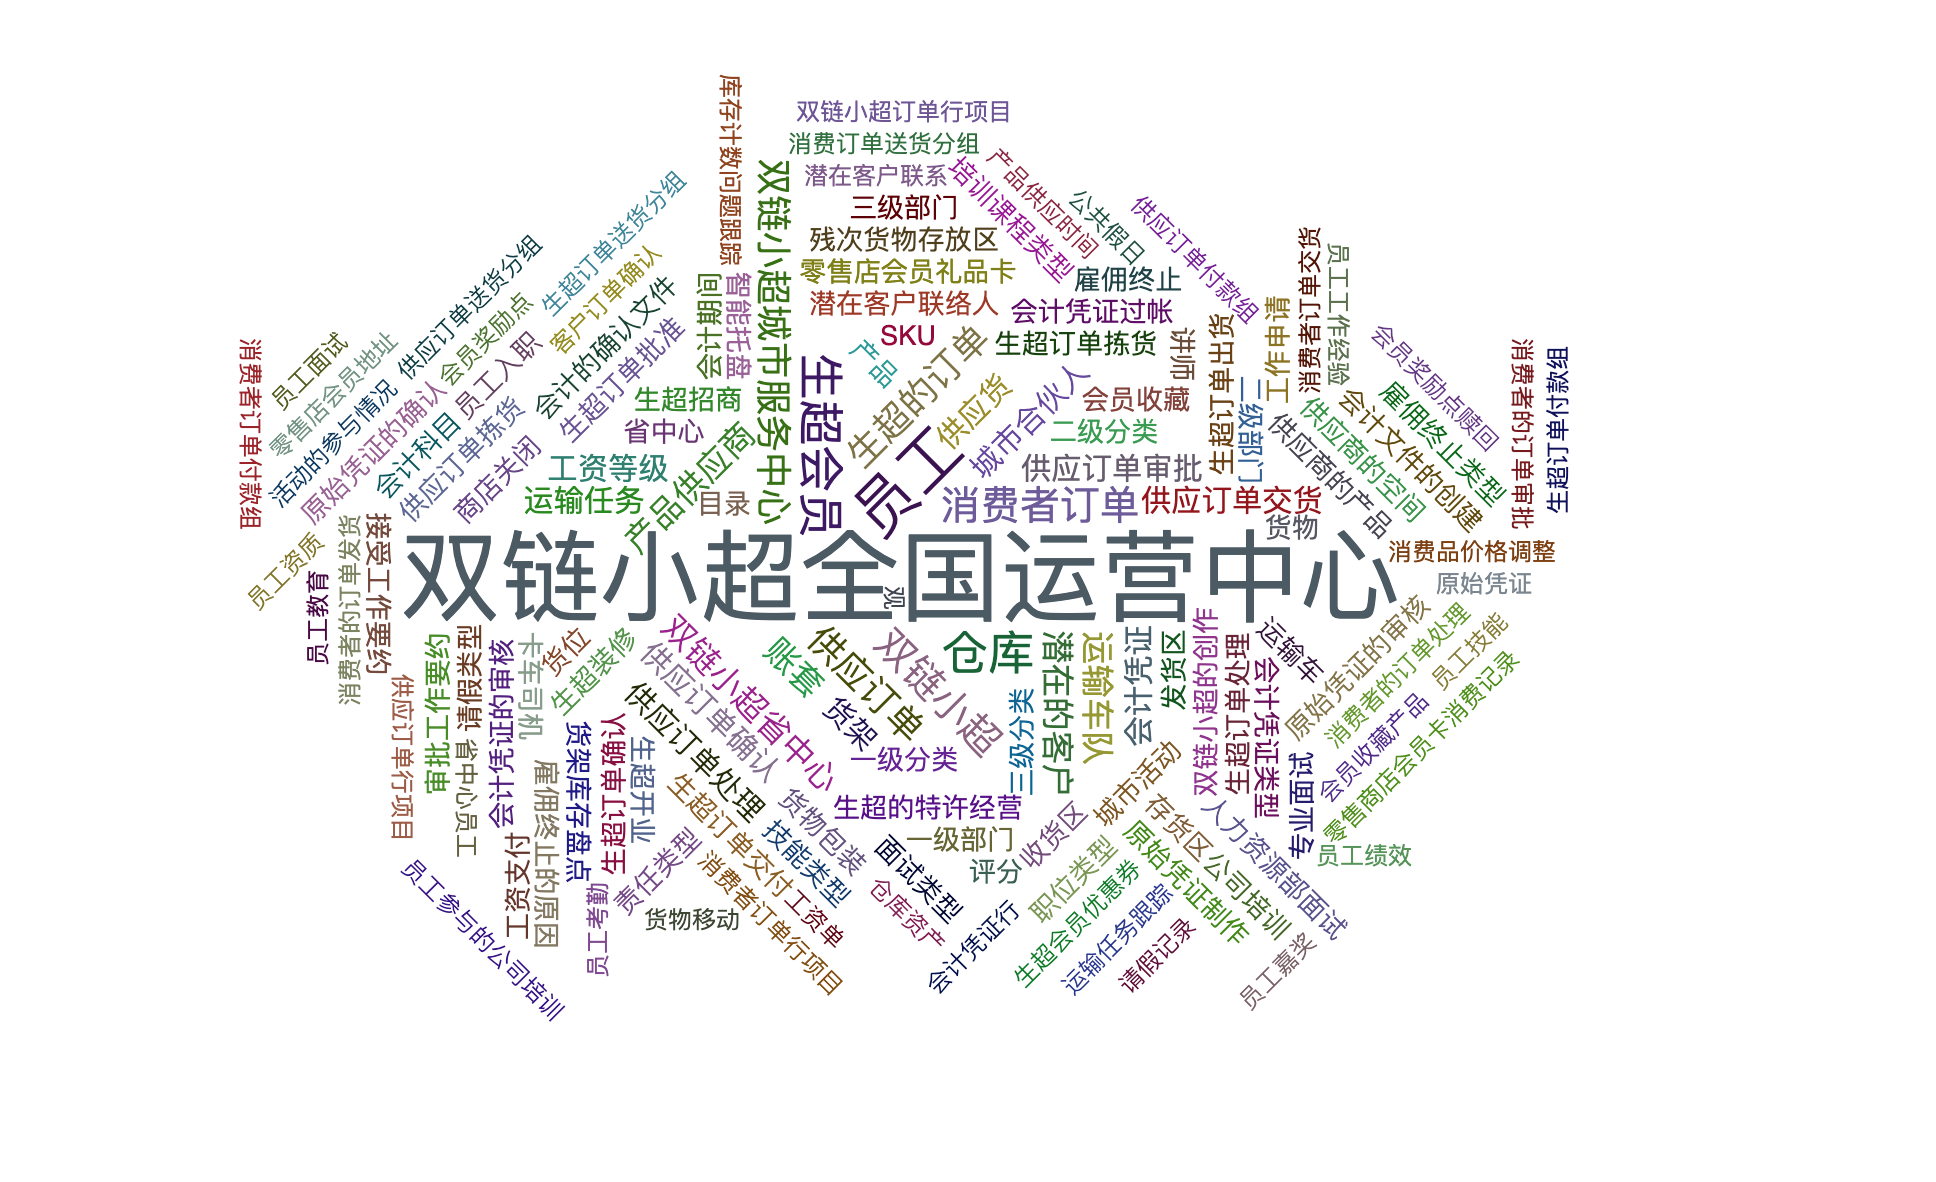 双链小超订单行项目
消费订单送货分组
潜在客户联系
三级部门
残次货物存放区
零售店会员礼品卡
潜在客户联络人
SKU
库存计数问题跟踪
双链小超城市服务中心
智能托盘
会计期间
生超会员
培训课程类型
产品供应时间
公共假日
供应订单付款组
雇佣终止
会计凭证过帐
生超订单拣货
讲师
生超订单出货
二级部门
工作申请
消费者订单交货
员工工作经验
会员奖励点赎回
消费者的订单审批
生超订单付款组
雇佣终止类型
会计文件的创建
供应商的空间
供应商的产品
产品
生超的订单
供应货
城市合伙人
会员收藏
二级分类
供应订单审批
员工
消费者订单
供应订单交货
货物
消费品价格调整
原始凭证
生超订单送货分组
客户订单确认
会计的确认文件
生超订单批准
供应订单送货分组
会员奖励点
员工入职
员工面试
零售店会员地址
活动的参与情况
原始凭证的确认
会计科目
供应订单拣货
商店关闭
消费者订单付款组
生超招商
省中心
工资等级
运输任务
产品供应商
目录
双链小超全国运营中心
观
员工资质
员工教育
消费者的订单发货
接受工作要约
供应订单行项目
审批工作要约
请假类型
省中心员工
会计凭证的审核
卡车司机
货位
生超装修
双链小超省中心
供应订单确认
供应订单处理
账套
供应订单
货架
双链小超
仓库
潜在的客户
三级分类
运输车队
会计凭证
发货区
双链小超的创作
生超订单处理
会计凭证类型
运输车
原始凭证的审核
消费者的订单处理
员工技能
会员收藏产品
零售商店会员卡消费记录
专业面试
员工绩效
一级分类
生超的特许经营
一级部门
评分
收货区
城市活动
存货区
公司培训
人力资源部面试
职位类型
原始凭证制作
生超会员优惠券
运输任务跟踪
请假记录
员工嘉奖
货架库存盘点
生超订单确认
生超开业
雇佣终止的原因
工资支付
员工考勤
责任类型
生超订单交付
工资单
消费者订单行项目
货物移动
货物包装
技能类型
面试类型
仓库资产
会计凭证行
员工参与的公司培训